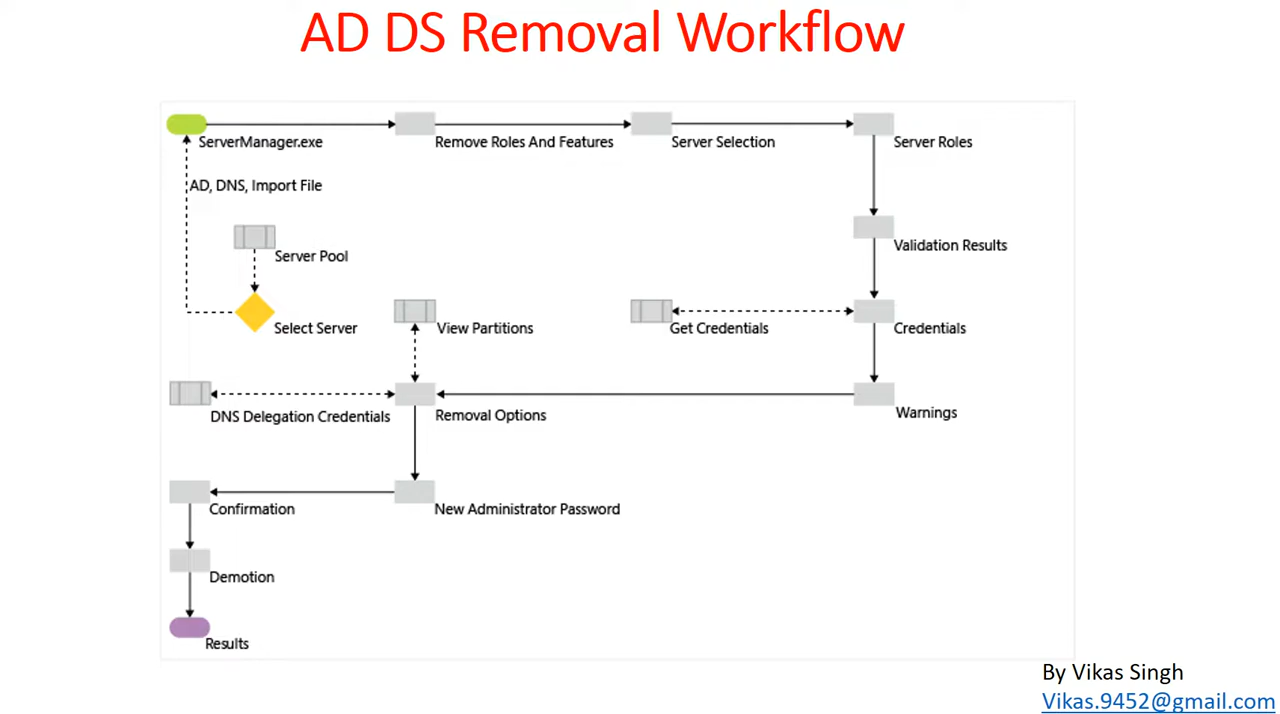 AD DS Removal Workflow
ServerManager.exe
Remove Roles And Features
Server Selection
Server Roles
AD, DNS, Import File
Server Pool
Validation Results
Select Server
View Partitions
Get Credentials
Credentials
DNS Delegation Credentials
Removal Options
Warnings
Confirmation
New Administrator Password
Demotion
Results
By Vikas Singh
Vikas.9452@gmail.com